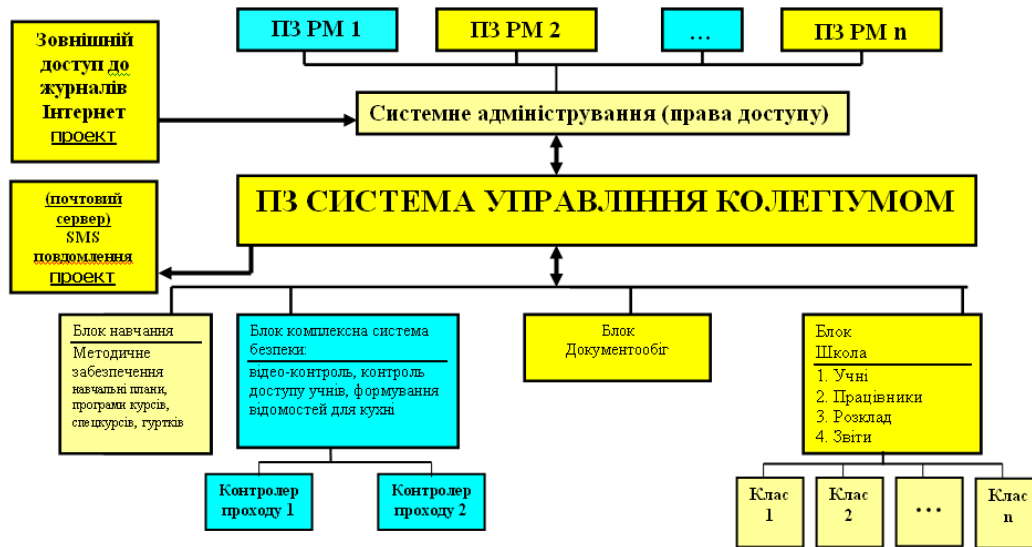 Зовнішній
доступ до
журналів
Інтернет
проект
ПЗ РМ 1
ПЗ РМ 2
...
ПЗ РМ n
Системне адміністрування (права доступу)
ПЗ СИСТЕМА УПРАВЛІННЯ КОЛЕГІУМОМ
(почтовий
сервер)
SMS
повдомлення
проект
Блок навчання
Методичне
забезпечення
навчальні плани,
програми курсів,
спецкурсів, гуртків
Блок комплексна система
безпеки:
відео-контроль, контроль
доступу учнів, формування
відомостей для кухні
Блок
Документообіг
Блок
Школа
1. Учні
2. Працівники
3. Розклад
4. Звіти
Контролер
проходу 1
Контролер
проходу 2
Клас
1
Клас
2
...
Клас
n